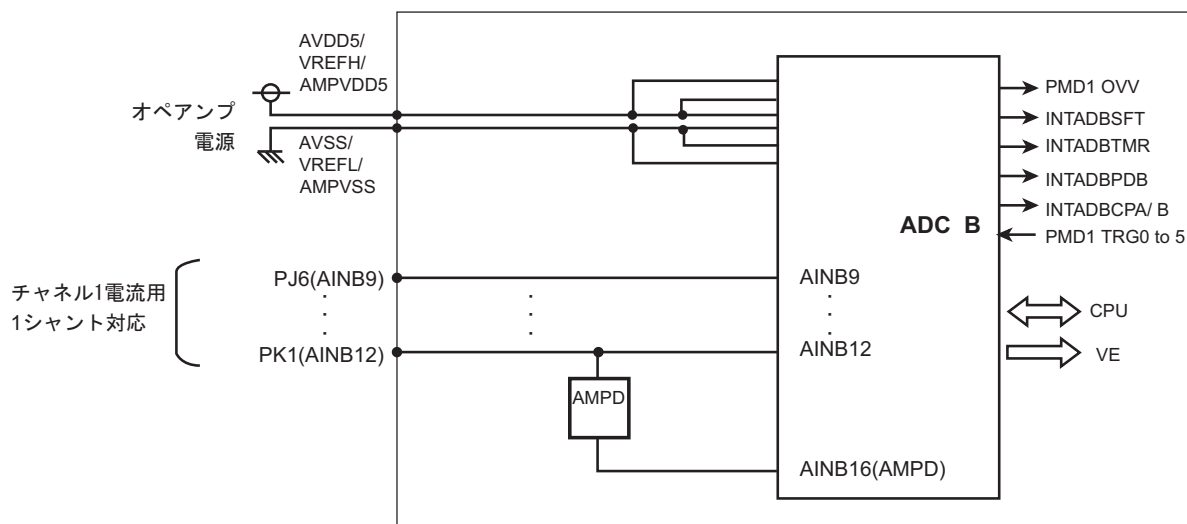 AVDD5/
VREFH/
AMPVDD5
オペアンプ
電源
AVSS/
VREFL/
AMPVSS
PMD1 OVV
INTADBSFT
INTADBTMR
INTADBPDB
INTADBCPA/ B
PMD1 TRG0 to 5
ADC B
チャネル1電流用
1シャント対応
PJ6(AINB9)
PK1(AINB12)
AINB9
AINB12
CPU
VE
AMPD
AINB16(AMPD)